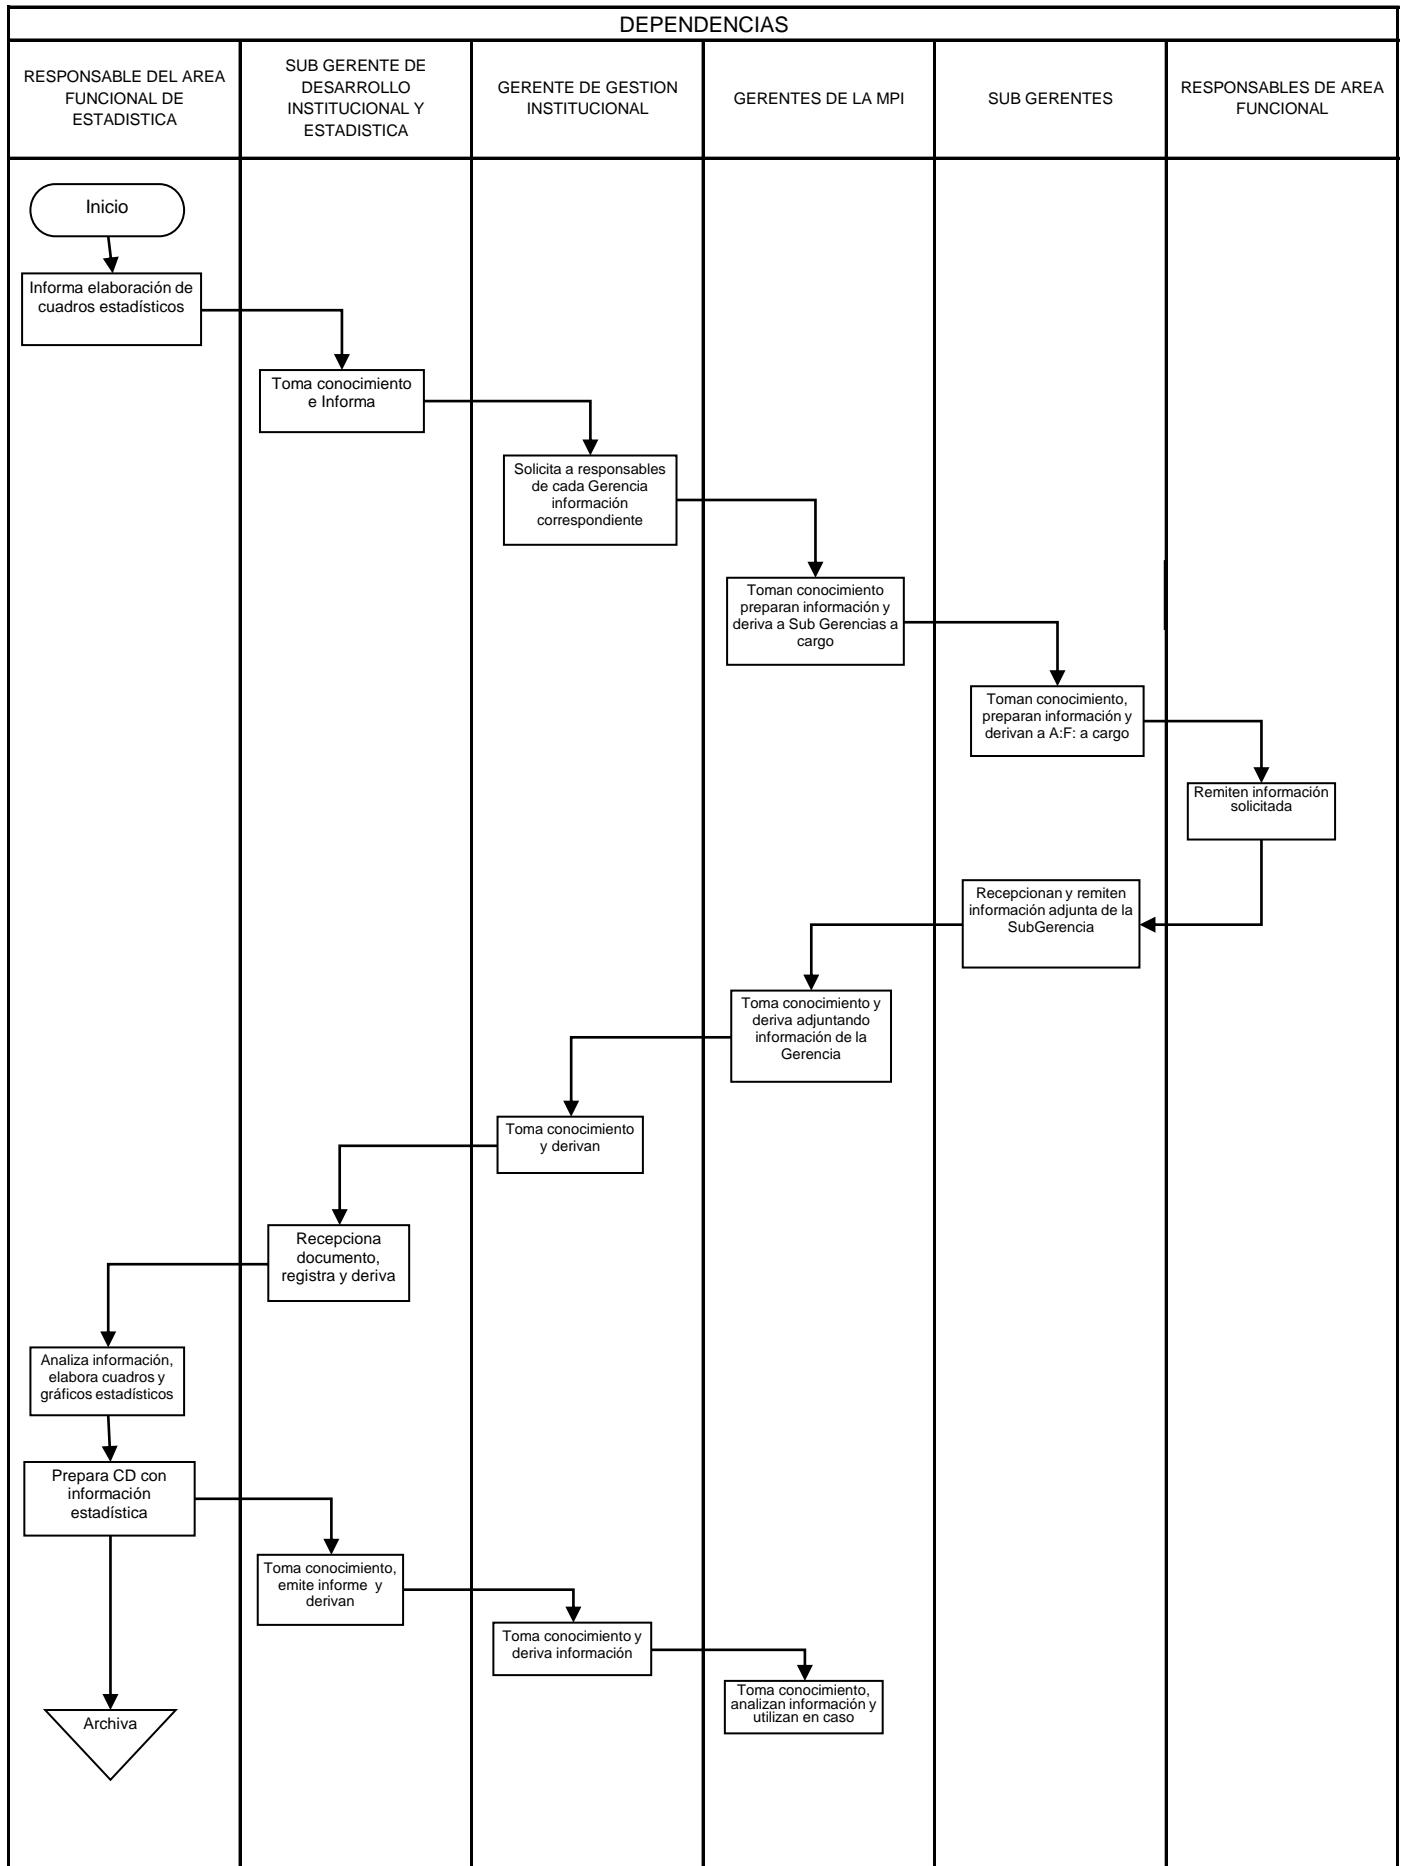 DEPENDENCIAS
RESPONSABLE DEL AREA
FUNCIONAL DE
ESTADISTICA
SUB GERENTE DE
DESARROLLO
INSTITUCIONAL Y
ESTADISTICA
GERENTE DE GESTION
INSTITUCIONAL
GERENTES DE LA MPI
SUB GERENTES
RESPONSABLES DE AREA
FUNCIONAL
Inicio
Informa elaboración de
cuadros estadísticos
Toma conocimiento
e Informa
Solicita a responsables
de cada Gerencia
información
correspondiente
Toman conocimiento
preparan información y
deriva a Sub Gerencias a
cargo
Toman conocimiento,
preparan información y
derivan a A:F: a cargo
Remiten información
solicitada
Recepcionan y remiten
información adjunta de la
SubGerencia
Toma conocimiento y
deriva adjuntando
información de la
Gerencia
Toma conocimiento
y derivan
Recepciona
documento,
registra y deriva
Analiza información,
elabora cuadros y
gráficos estadísticos
Prepara CD con
información
estadística
Toma conocimiento,
emite informe y
derivan
Toma conocimiento y
deriva información
Toma conocimiento,
analizan información y
utilizan en caso
Archiva